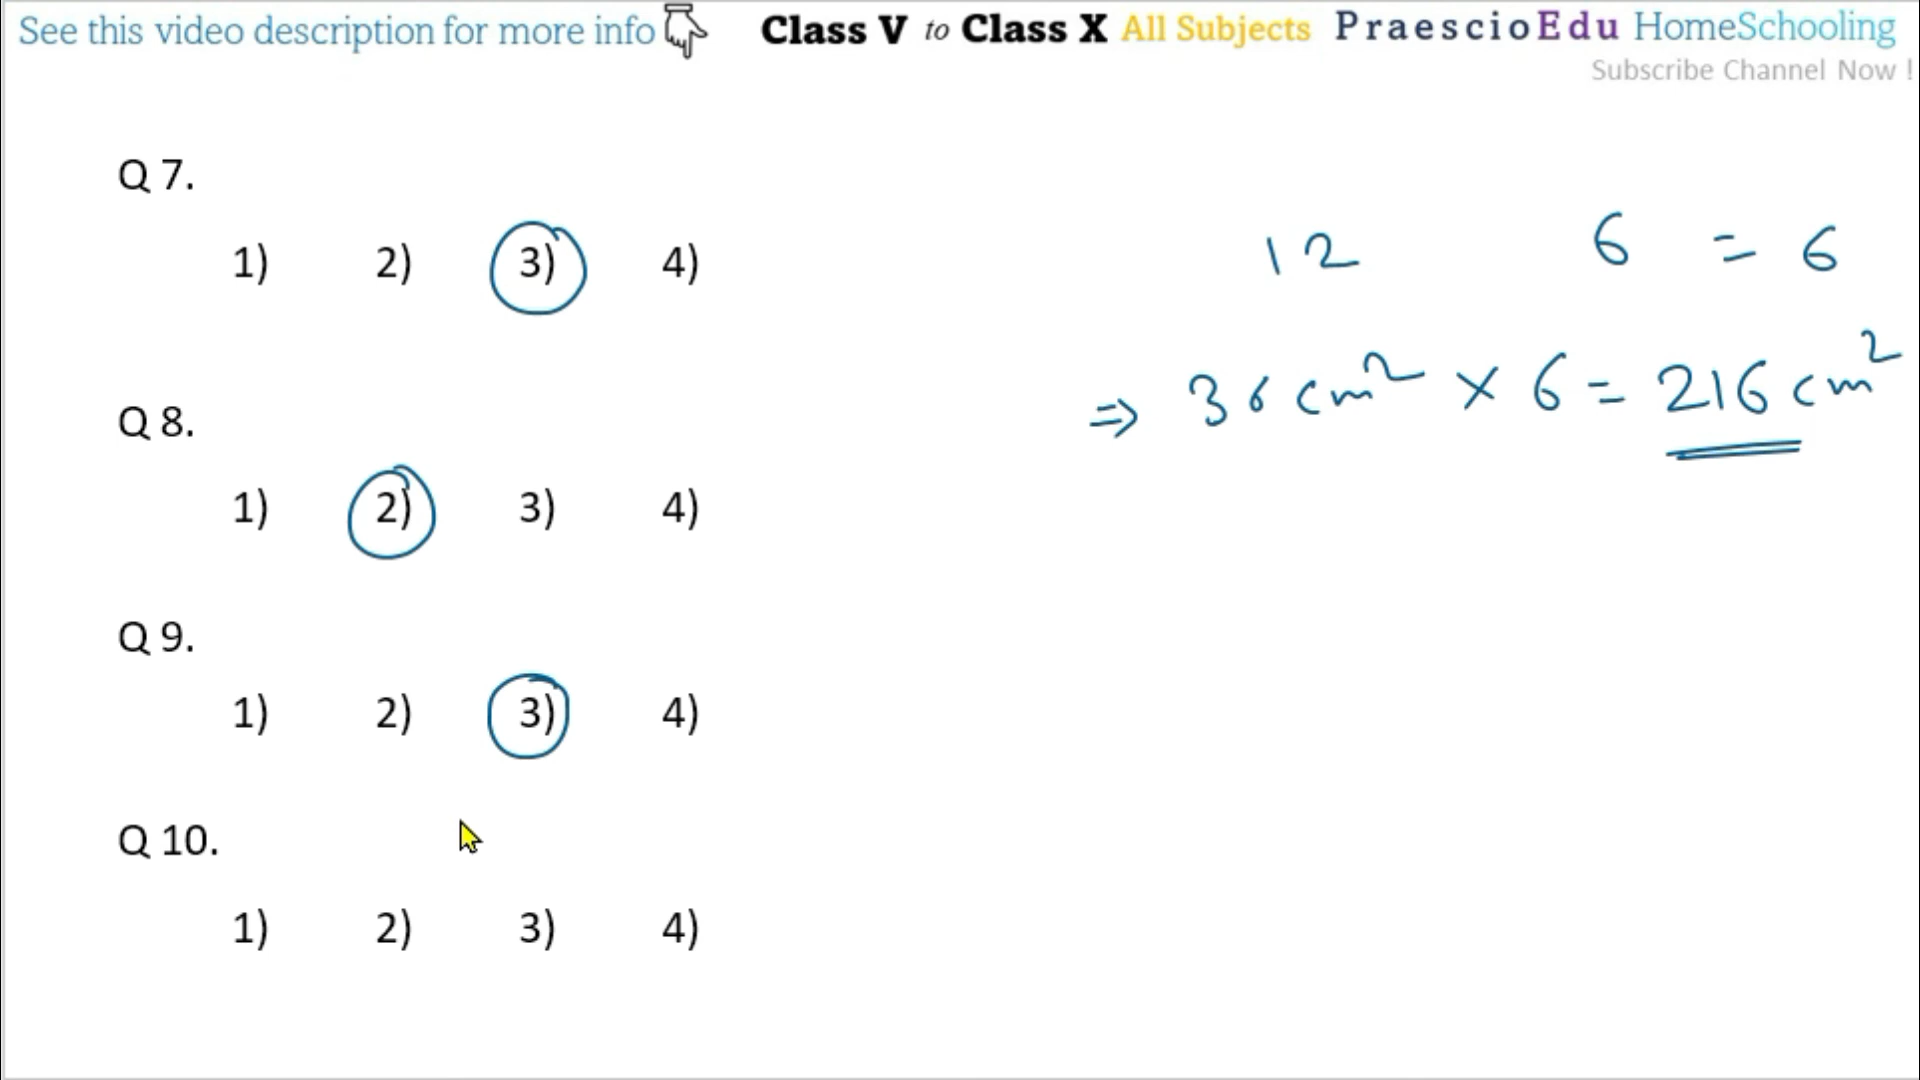 See this video description for more info Class V to Class X All Subjects PraescioEdu HomeSchooling
Subscribe Channel Now !
Q 7.
1) 2) 3) 4)
12 6 = 6
⇒ 36 cm² × 6 = 216 cm²
Q 8.
1) 2) 3) 4)
Q 9.
1) 2) 3) 4)
Q 10.
1) 2) 3) 4)